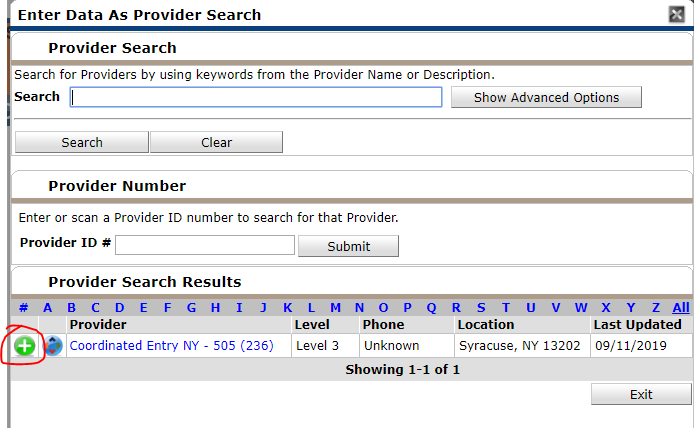 Enter Data As Provider Search
Provider Search
Search for Providers by using keywords from the Provider Name or Description.
Search Show Advanced Options
Search Clear
Provider Number
Enter or scan a Provider ID number to search for that Provider.
Provider ID # Submit
Provider Search Results
# A B C D E F G H I J K L M N O P Q R S T U V W X Y Z All
Provider Level Phone Location Last Updated
Coordinated Entry NY - 505 (236) Level 3 Unknown Syracuse, NY 13202 09/11/2019
Showing 1-1 of 1
Exit